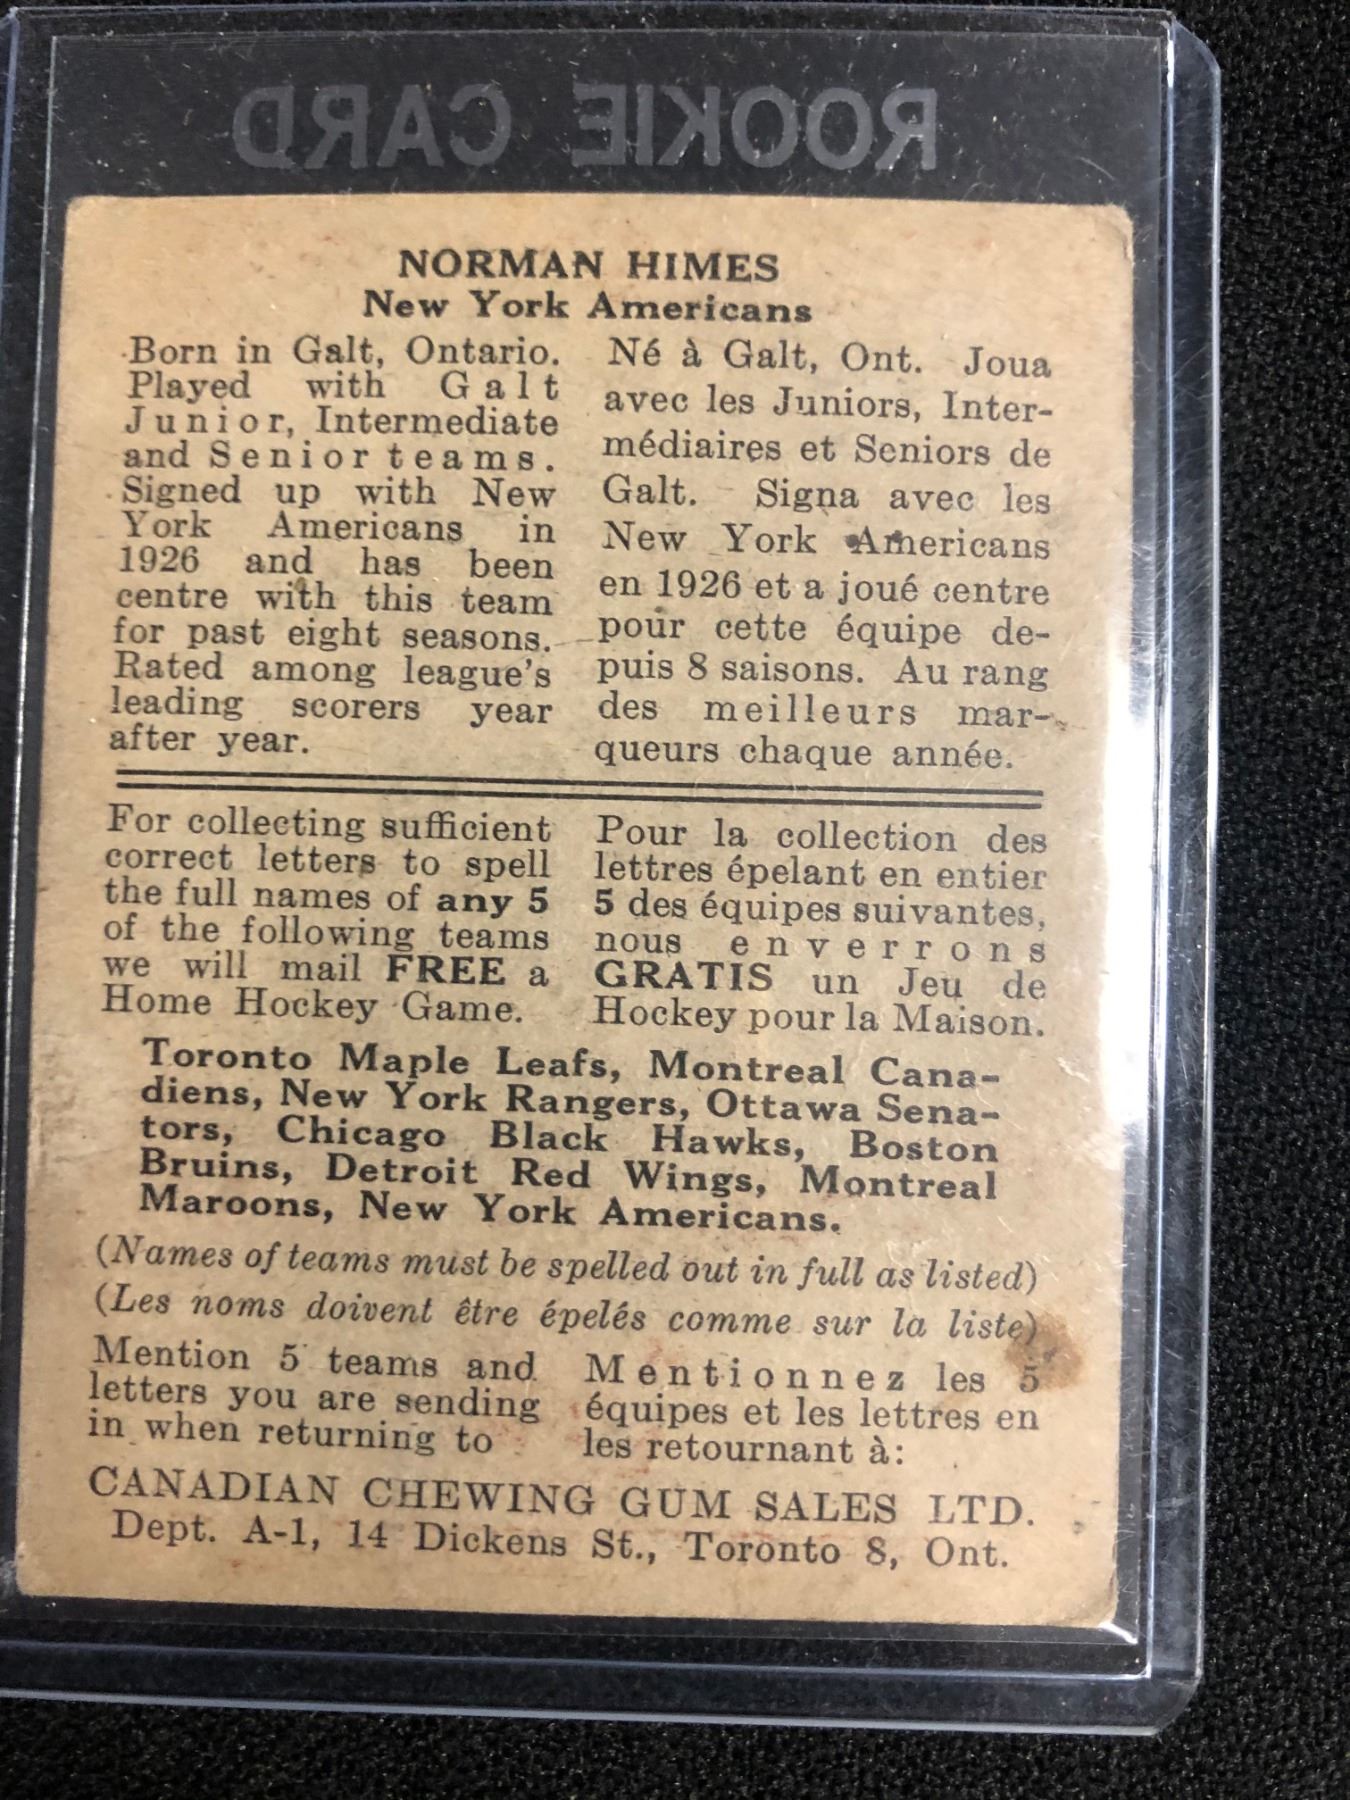 ROOKIE CARD
NORMAN HIMES
New York Americans
Born in Galt, Ontario.
Played with Galt
Junior, Intermediate
and Senior teams.
Signed up with New
York Americans in
1926 and has been
centre with this team
for past eight seasons.
Rated among league's
leading scorers year
after year.
Né à Galt, Ont. Joua
avec les Juniors, Inter-
médiaires et Seniors de
Galt. Signa avec les
New York Americans
en 1926 et a joué centre
pour cette équipe de-
puis 8 saisons. Au rang
des meilleurs mar-
queurs chaque année.
For collecting sufficient
correct letters to spell
the full names of any 5
of the following teams
we will mail FREE a
Home Hockey Game.
Pour la collection des
lettres épelant en entier
5 des équipes suivantes,
nous enverrons
GRATIS un Jeu de
Hockey pour la Maison.
Toronto Maple Leafs, Montreal Cana-
diens, New York Rangers, Ottawa Sena-
tors, Chicago Black Hawks, Boston
Bruins, Detroit Red Wings, Montreal
Maroons, New York Americans.
(Names of teams must be spelled out in full as listed)
(Les noms doivent être épelés comme sur la liste)
Mention 5 teams and
letters you are sending
in when returning to
Mentionnez les 5
équipes et les lettres en
les retournant à:
CANADIAN CHEWING GUM SALES LTD.
Dept. A-1, 14 Dickens St., Toronto 8, Ont.